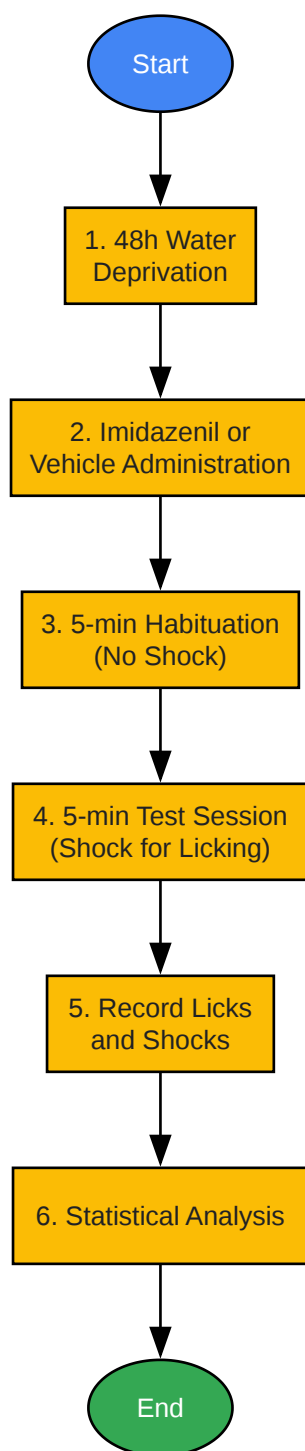 Start
1. 48h Water
Deprivation
2. Imidazenil or
Vehicle Administration
3. 5-min Habituation
(No Shock)
4. 5-min Test Session
(Shock for Licking)
5. Record Licks
and Shocks
6. Statistical Analysis
End